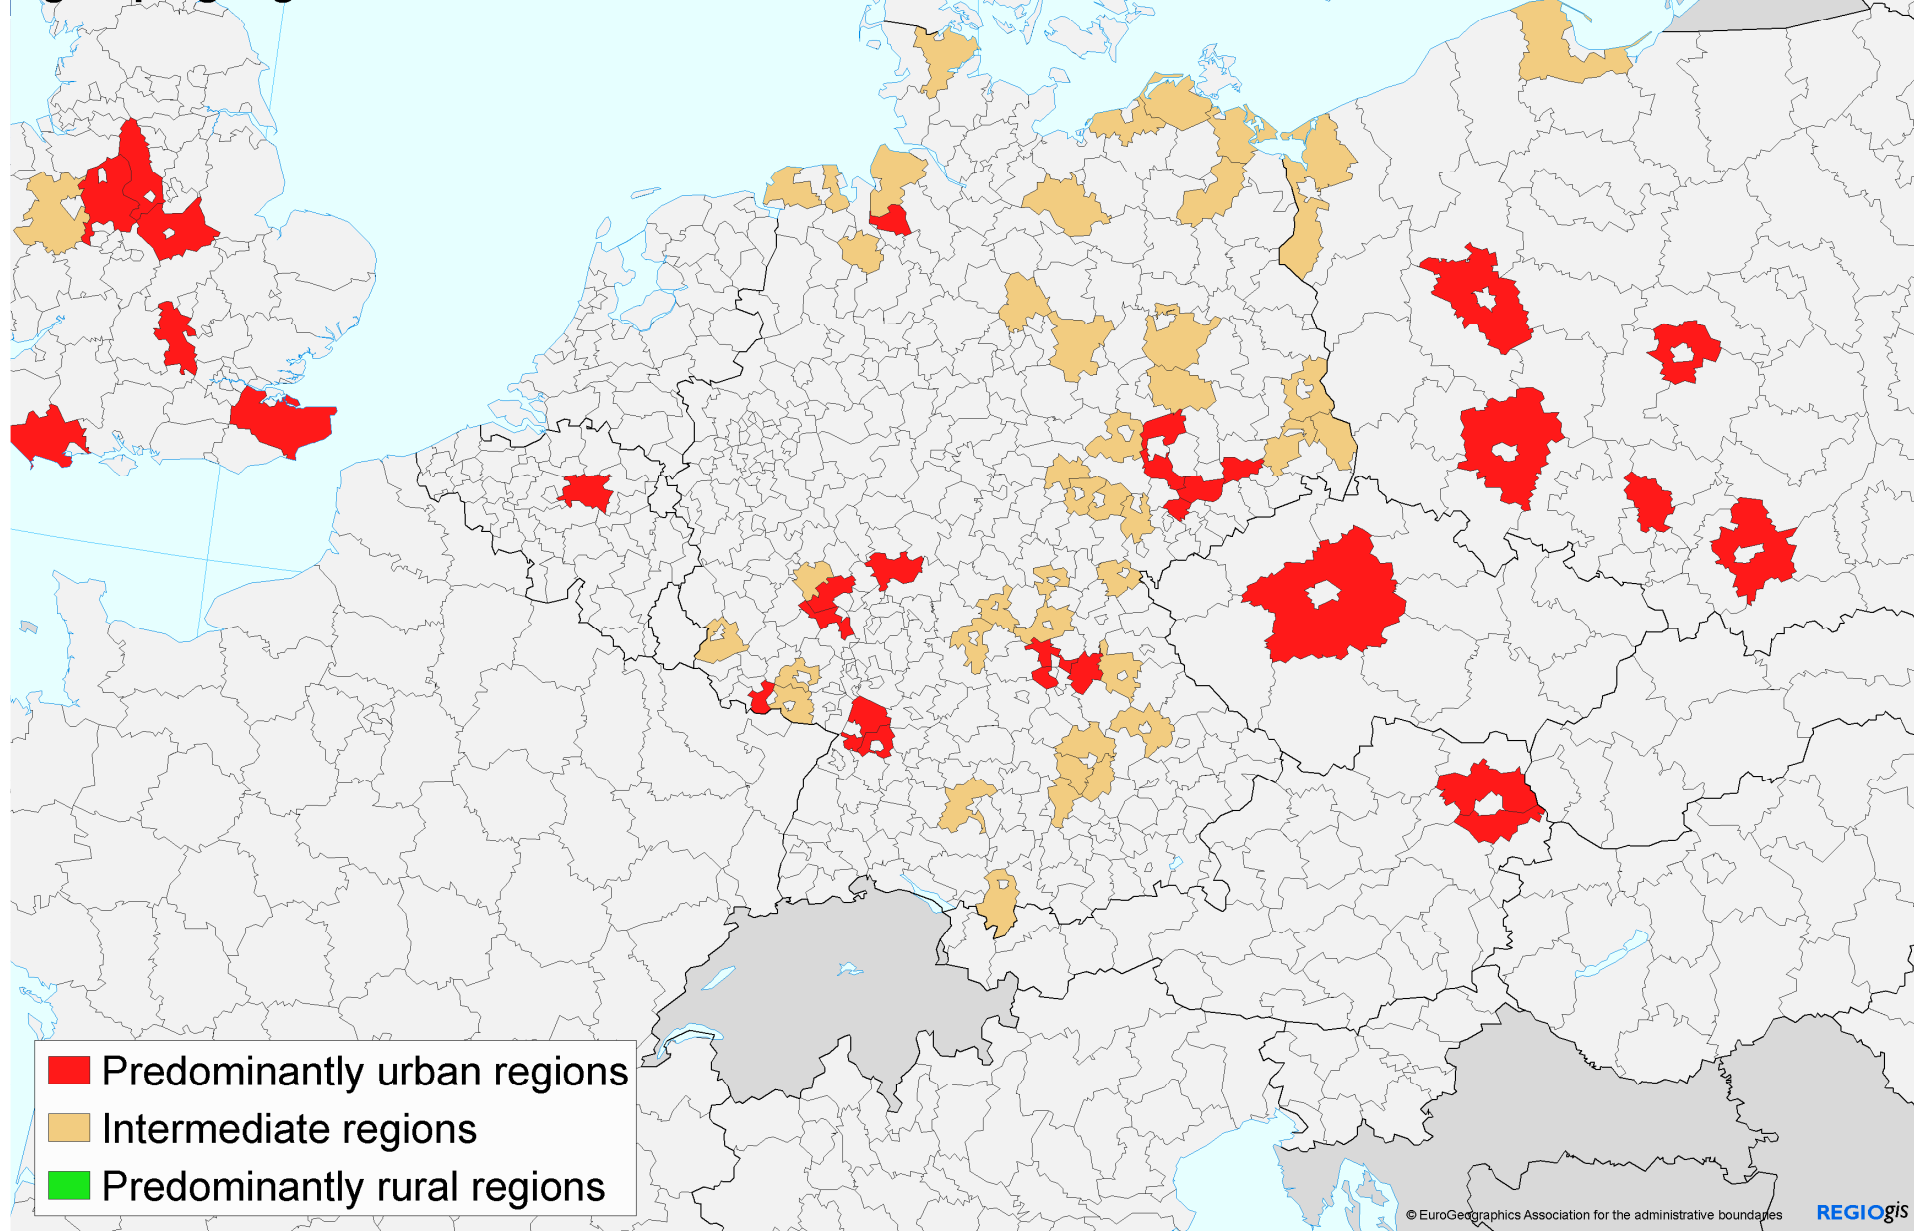 Predominantly urban regions
Intermediate regions
Predominantly rural regions
© EuroGeographics Association for the administrative boundaries
REGIOgis